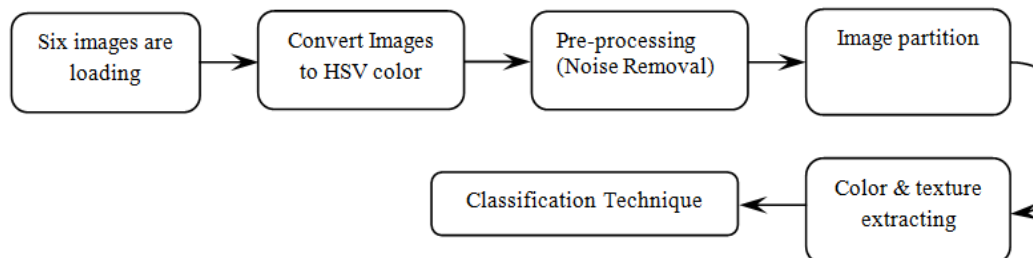 Six images are
loading
Convert Images
to HSV color
Pre-processing
(Noise Removal)
Image partition
Color & texture
extracting
Classification Technique